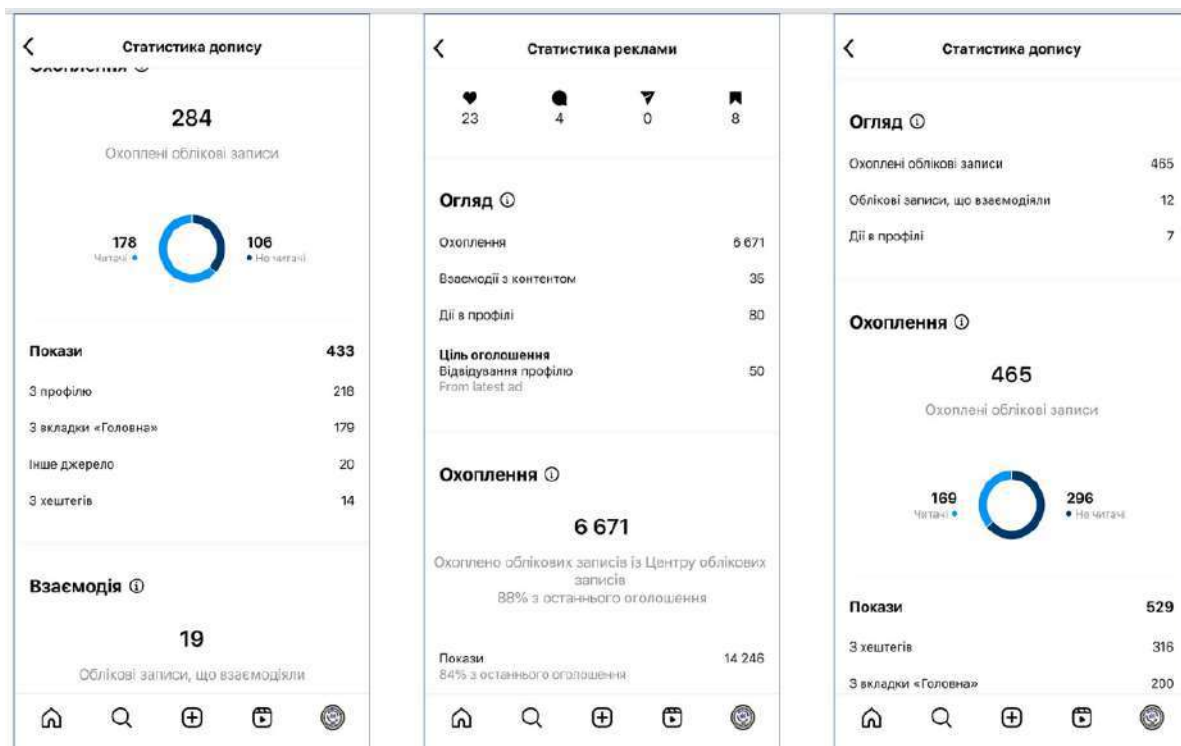 Статистика допису
Охоплення
284
Охоплені облікові записи
178
Читачі
106
Не читачі
Покази 433
З профілю 218
З вкладки «Головна» 179
Інше джерело 20
З хештегів 14
Взаємодія
19
Облікові записи, що взаємодіяли
Статистика реклами
23 4 0 8
Огляд
Охоплення 6 671
Взаємодії з контентом 35
Дії в профілі 80
Ціль оголошення
Відвідування профілю 50
From latest ad
Охоплення
6 671
Охоплено облікових записів із Центру облікових
записів
88% з останнього оголошення
Покази 14 246
84% з останнього оголошення
Статистика допису
Огляд
Охоплені облікові записи 465
Облікові записи, що взаємодіяли 12
Дії в профілі 7
Охоплення
465
Охоплені облікові записи
169
Читачі
296
Не читачі
Покази 529
З хештегів 316
З вкладки «Головна» 200